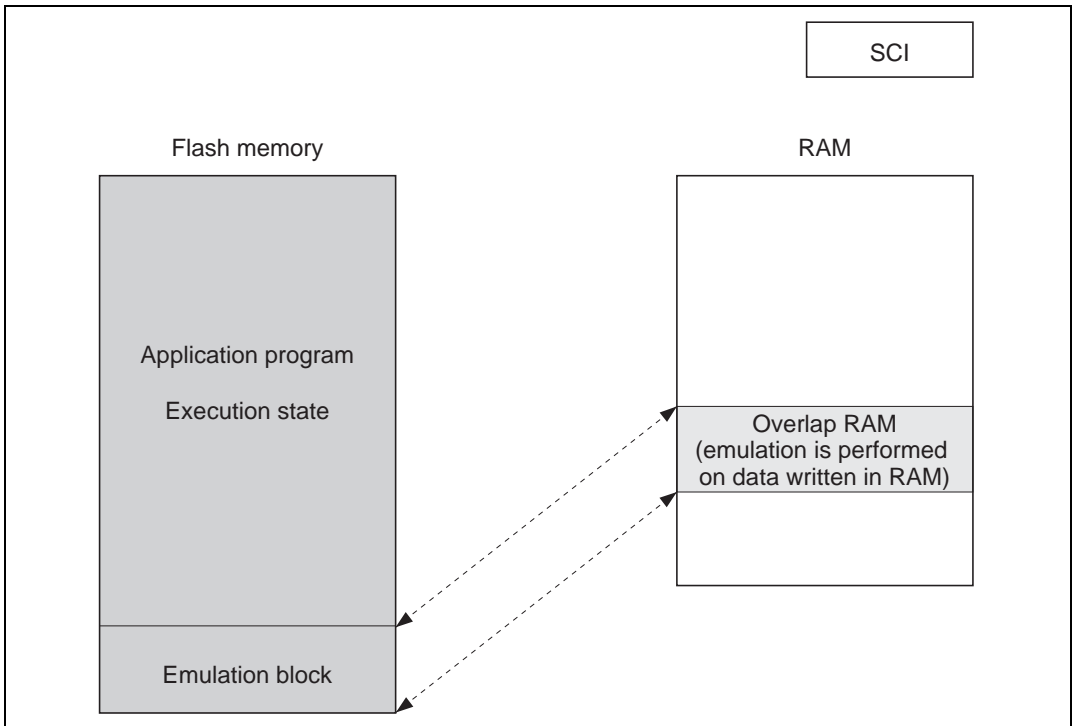 SCI
Flash memory
RAM
Application program
Execution state
Overlap RAM
(emulation is performed
on data written in RAM)
Emulation block